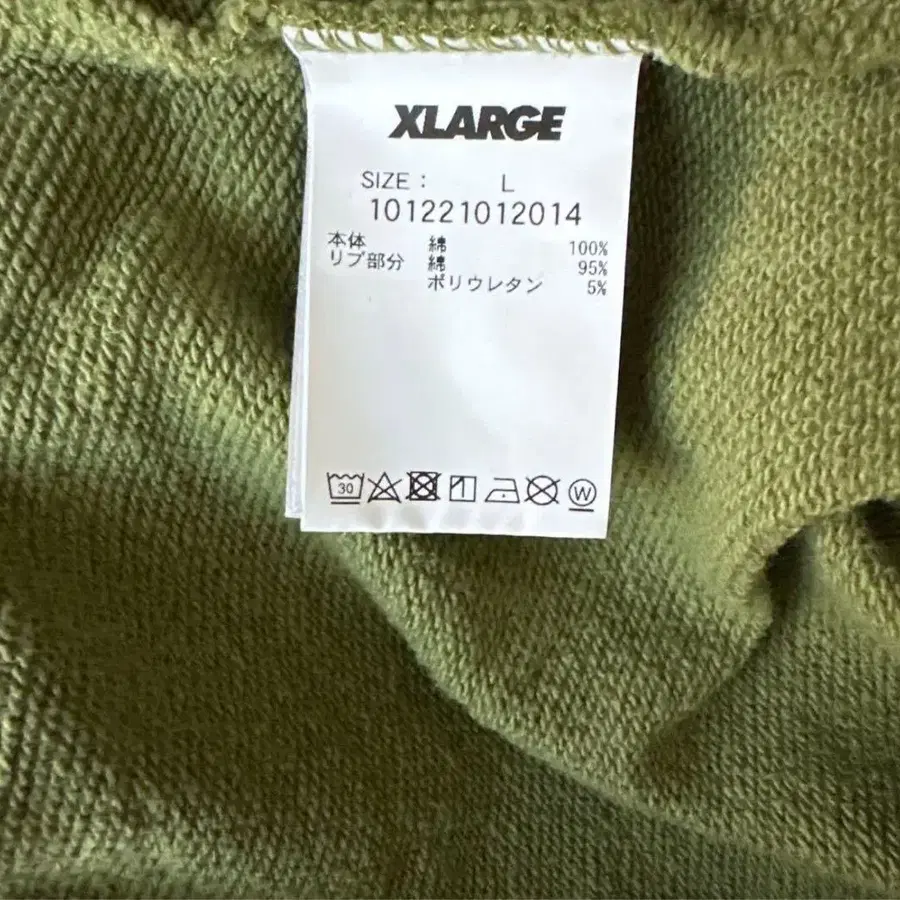 XLARGE
SIZE : L
101221012014
本体 綿 100%
リブ部分 綿 95%
ポリウレタン 5%
30 W